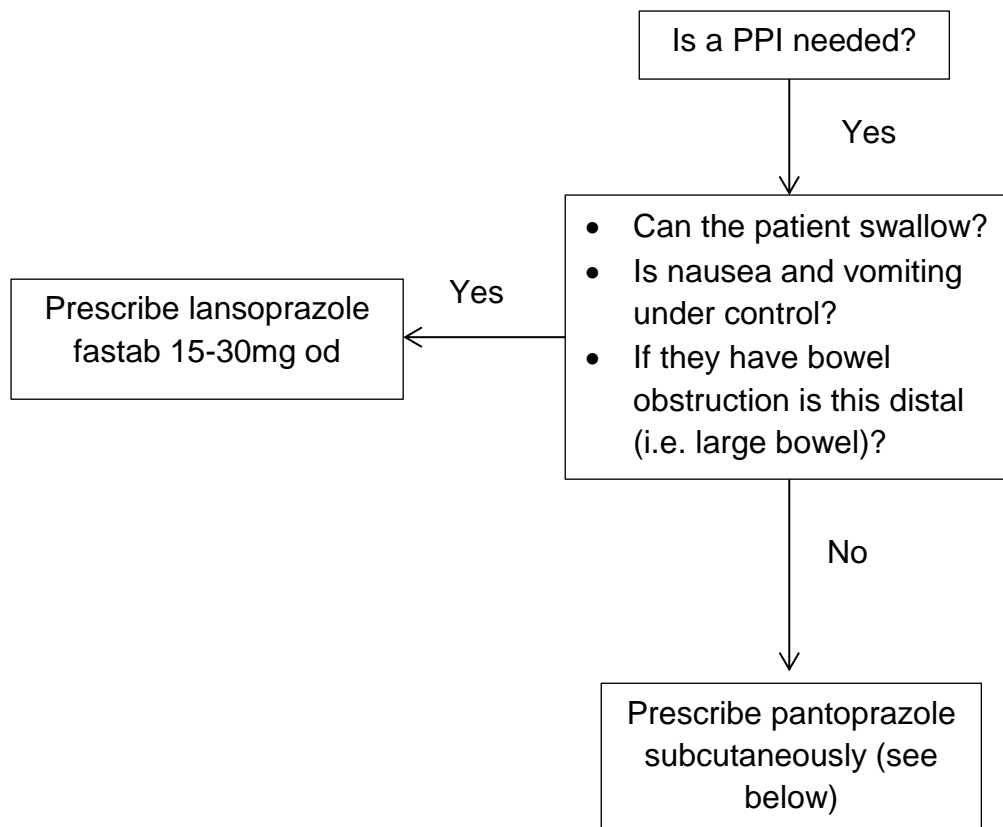 Is a PPI needed?
Yes
• Can the patient swallow?
• Is nausea and vomiting
under control?
• If they have bowel
obstruction is this distal
(i.e. large bowel)?
Yes
Prescribe lansoprazole
fastab 15-30mg od
No
Prescribe pantoprazole
subcutaneously (see
below)